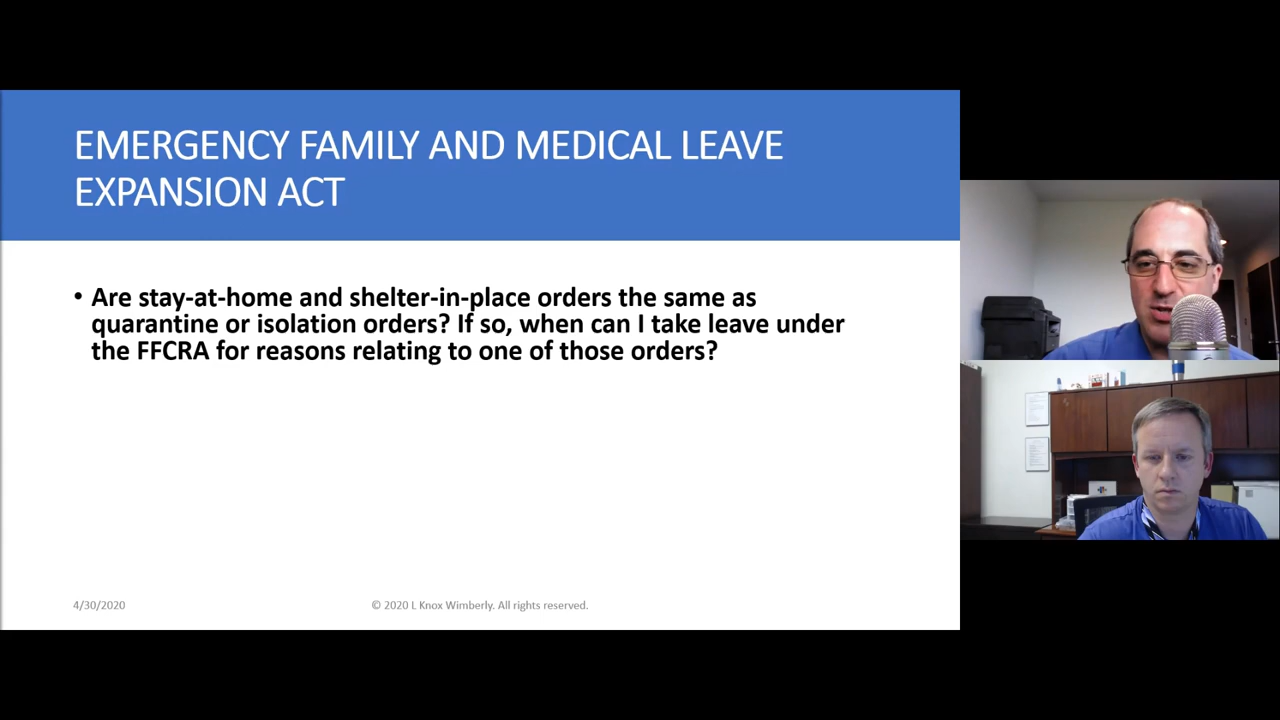 EMERGENCY FAMILY AND MEDICAL LEAVE
EXPANSION ACT
• Are stay-at-home and shelter-in-place orders the same as
quarantine or isolation orders? If so, when can I take leave under
the FFCRA for reasons relating to one of those orders?
4/30/2020
© 2020 L Knox Wimberly. All rights reserved.